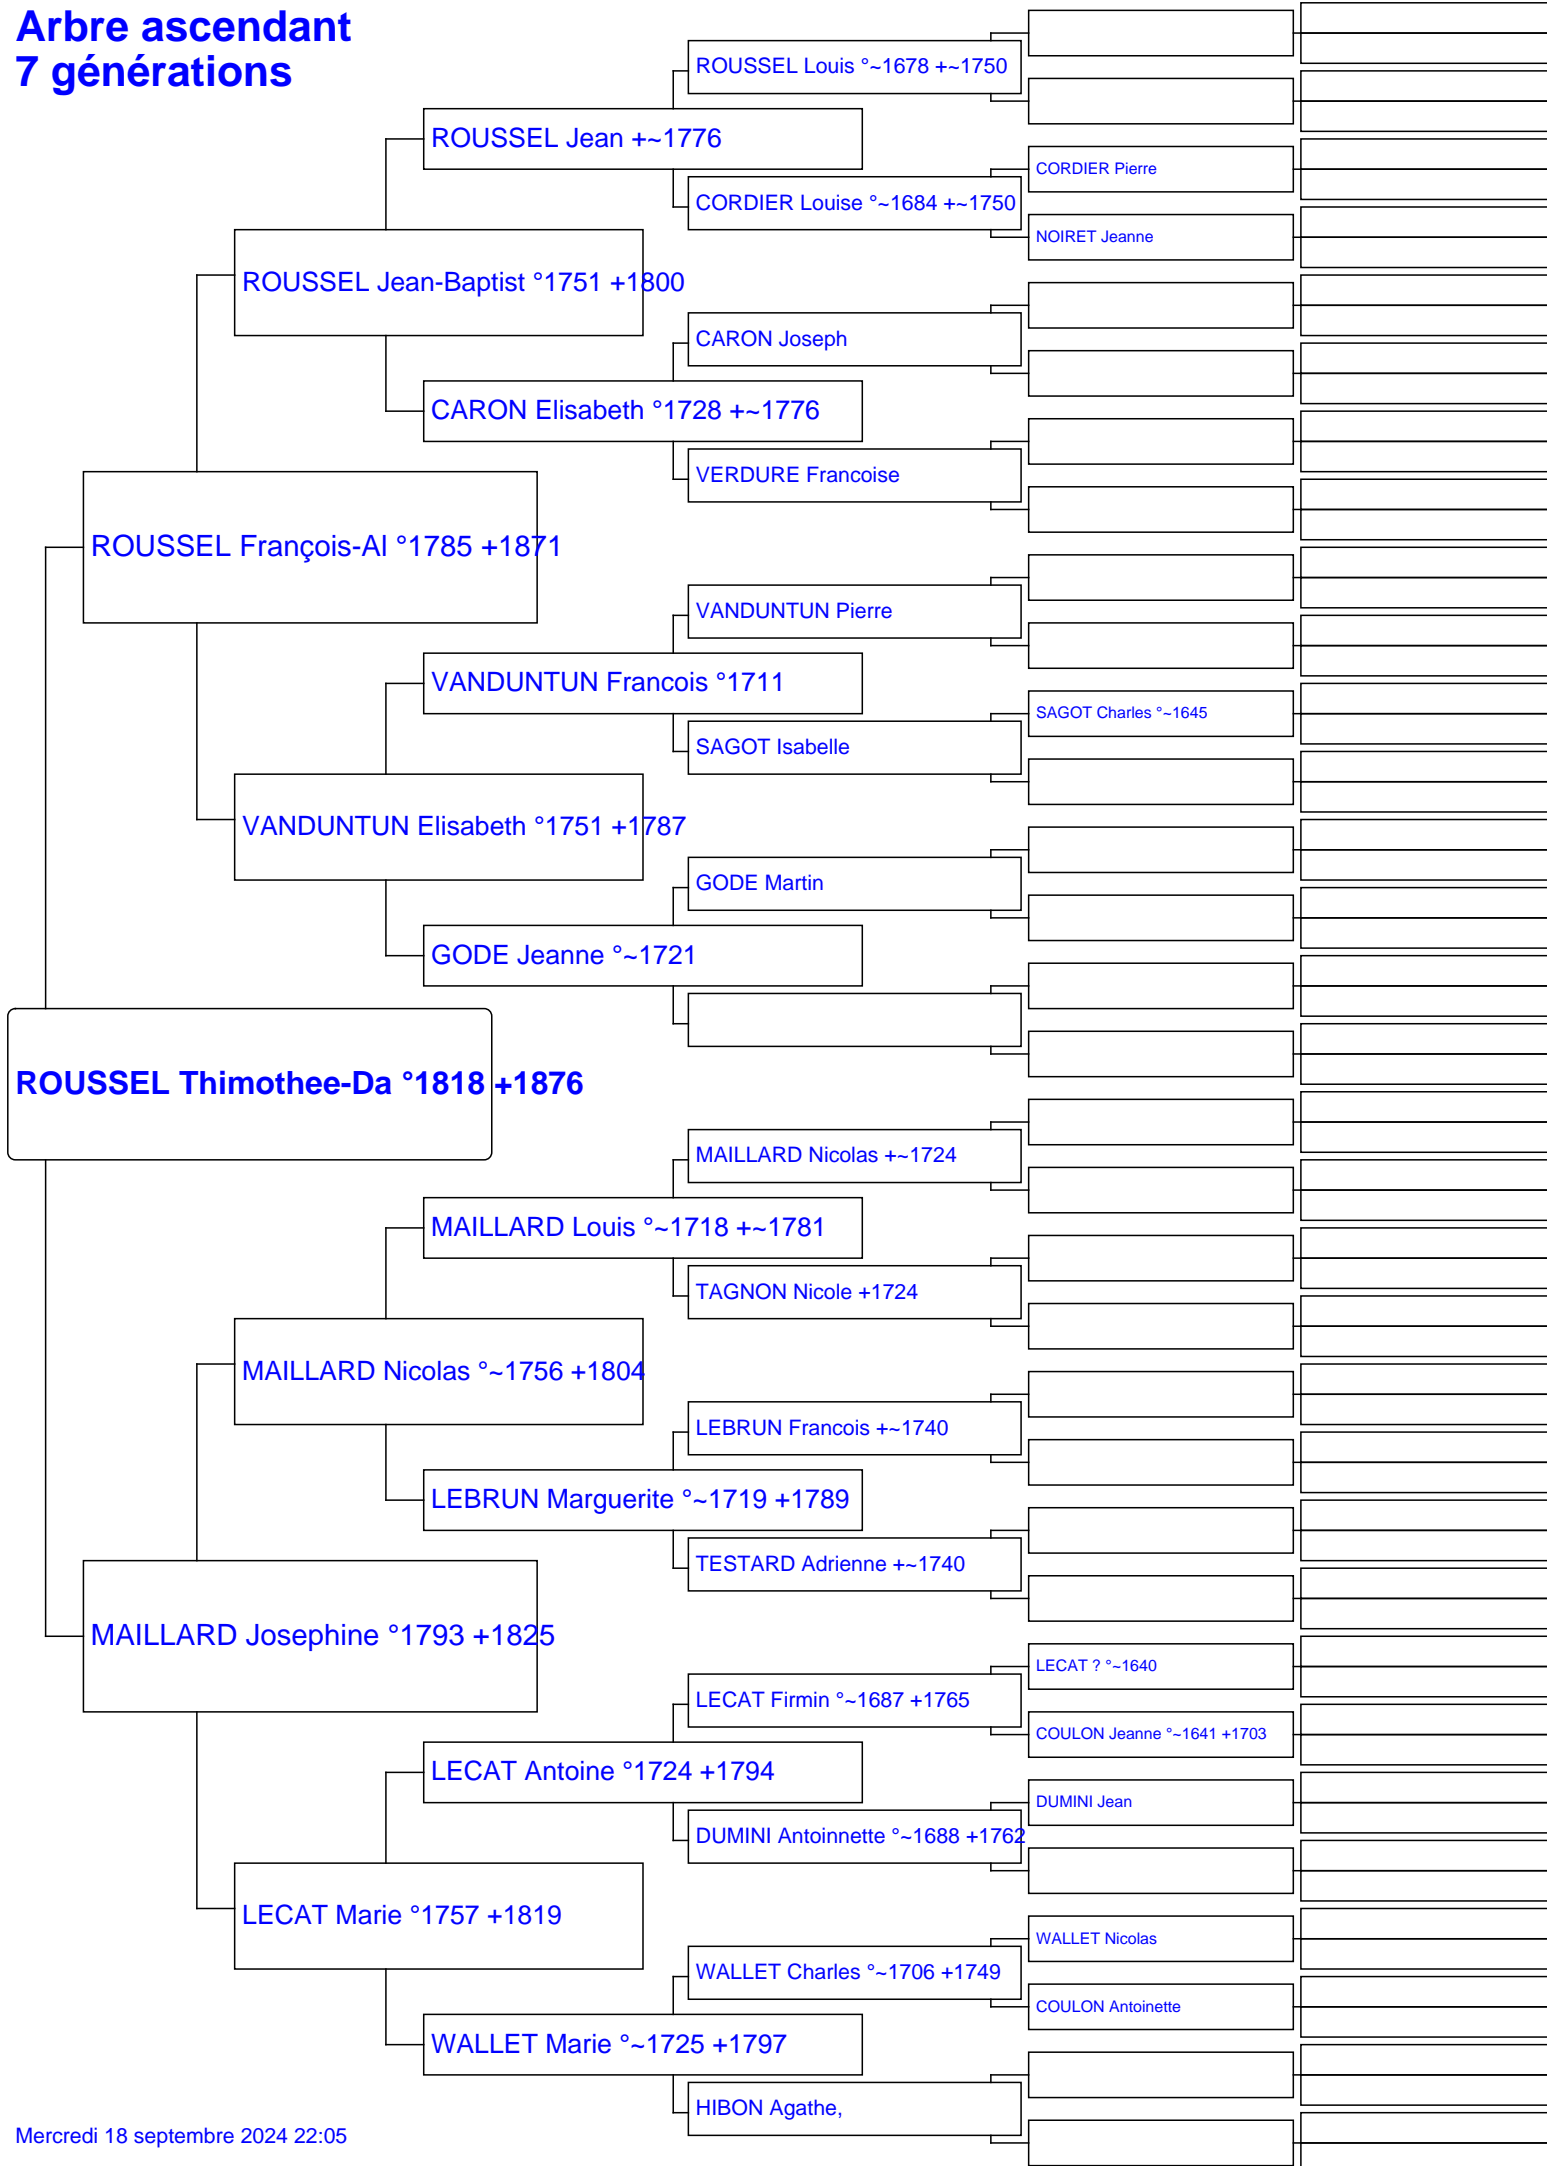 Arbre ascendant
7 générations
ROUSSEL Louis °~1678 +~1750
ROUSSEL Jean +~1776
CORDIER Pierre
CORDIER Louise °~1684 +~1750
NOIRET Jeanne
ROUSSEL Jean-Baptist °1751 +1800
CARON Joseph
CARON Elisabeth °1728 +~1776
VERDURE Francoise
ROUSSEL François-Al °1785 +1871
VANDUNTUN Pierre
VANDUNTUN Francois °1711
SAGOT Charles °~1645
SAGOT Isabelle
VANDUNTUN Elisabeth °1751 +1787
GODE Martin
GODE Jeanne °~1721
ROUSSEL Thimothee-Da °1818 +1876
MAILLARD Nicolas +~1724
MAILLARD Louis °~1718 +~1781
TAGNON Nicole +1724
MAILLARD Nicolas °~1756 +1804
LEBRUN Francois +~1740
LEBRUN Marguerite °~1719 +1789
TESTARD Adrienne +~1740
MAILLARD Josephine °1793 +1825
LECAT ? °~1640
LECAT Firmin °~1687 +1765
COULON Jeanne °~1641 +1703
LECAT Antoine °1724 +1794
DUMINI Jean
DUMINI Antoinnette °~1688 +1762
LECAT Marie °1757 +1819
WALLET Nicolas
WALLET Charles °~1706 +1749
COULON Antoinette
WALLET Marie °~1725 +1797
HIBON Agathe,
Mercredi 18 septembre 2024 22:05